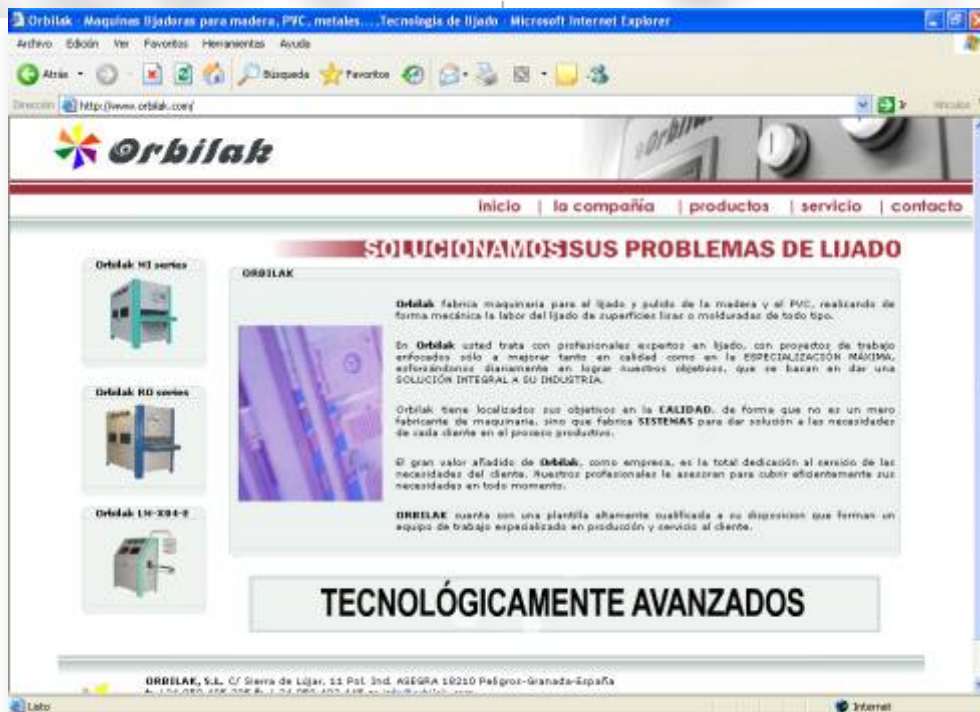 Orbilak - Maquinas lijadoras para madera, PVC, metales....,Tecnologia de lijado - Microsoft Internet Explorer
Archivo Edición Ver Favoritos Herramientas Ayuda
Atrás Búsqueda Favoritos
Dirección http://www.orbilak.com/ Ir Vínculos
Orbilak
Orbilak
inicio | la compañía | productos | servicio | contacto
SOLUCIONAMOS SUS PROBLEMAS DE LIJADO
Orbilak HI series
Orbilak RO series
Orbilak LH-X04-E
ORBILAK
Orbilak fabrica maquinaria para el lijado y pulido de la madera y el PVC, realizando de
forma mecánica la labor del lijado de superficies lisas o molduradas de todo tipo.
En Orbilak usted trata con profesionales expertos en lijado, con proyectos de trabajo
enfocados sólo a mejorar tanto en calidad como en la ESPECIALIZACIÓN MÁXIMA,
esforzándonos diariamente en lograr nuestros objetivos, que se basan en dar una
SOLUCIÓN INTEGRAL A SU INDUSTRIA.
Orbilak tiene localizados sus objetivos en la CALIDAD, de forma que no es un mero
fabricante de maquinaria, sino que fabrica SISTEMAS para dar solución a las necesidades
de cada cliente en el proceso productivo.
El gran valor añadido de Orbilak, como empresa, es la total dedicación al servicio de las
necesidades del cliente. Nuestros profesionales le asesoran para cubrir eficientemente sus
necesidades en todo momento.
ORBILAK cuenta con una plantilla altamente cualificada a su disposicion que forman un
equipo de trabajo especializado en producción y servicio al cliente.
TECNOLÓGICAMENTE AVANZADOS
ORBILAK, S.L. C/ Sierra de Lújar, 11 Pol. Ind. ASEGRA 18210 Peligros-Granada-España
Listo Internet